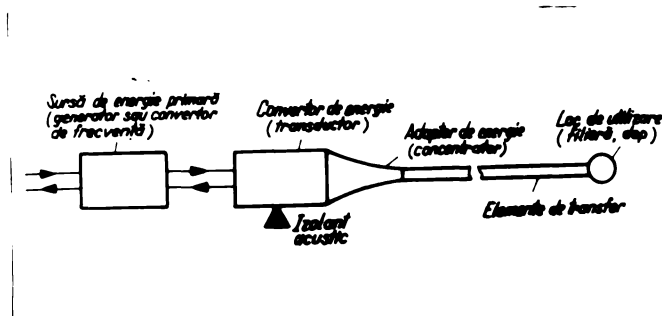 Sursă de energie primară
(generator sau convertor
de frecvență)
Convertor de energie
(transductor)
Adaptor de energie
(concentrator)
Loc de utilizare
(filieră, dop)
Elemente de transfer
Izolant
acustic